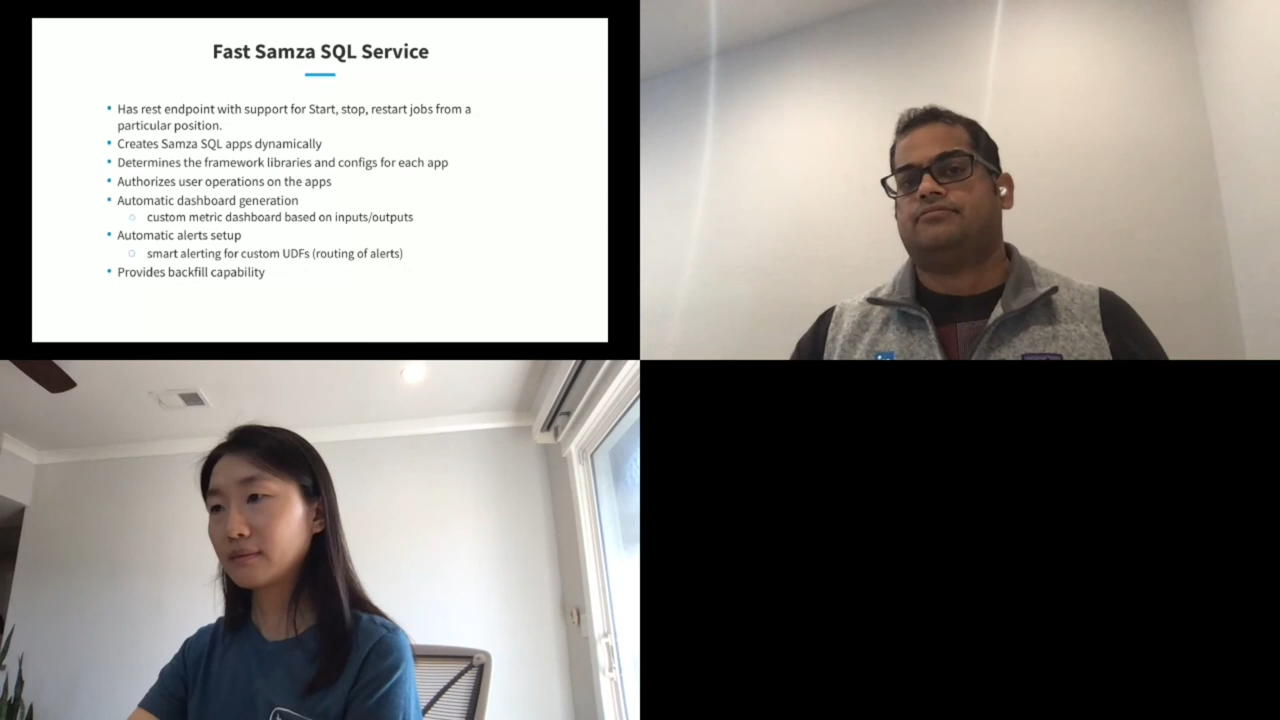 Fast Samza SQL Service
• Has rest endpoint with support for Start, stop, restart jobs from a
particular position.
• Creates Samza SQL apps dynamically
• Determines the framework libraries and configs for each app
• Authorizes user operations on the apps
• Automatic dashboard generation
○ custom metric dashboard based on inputs/outputs
• Automatic alerts setup
○ smart alerting for custom UDFs (routing of alerts)
• Provides backfill capability
in